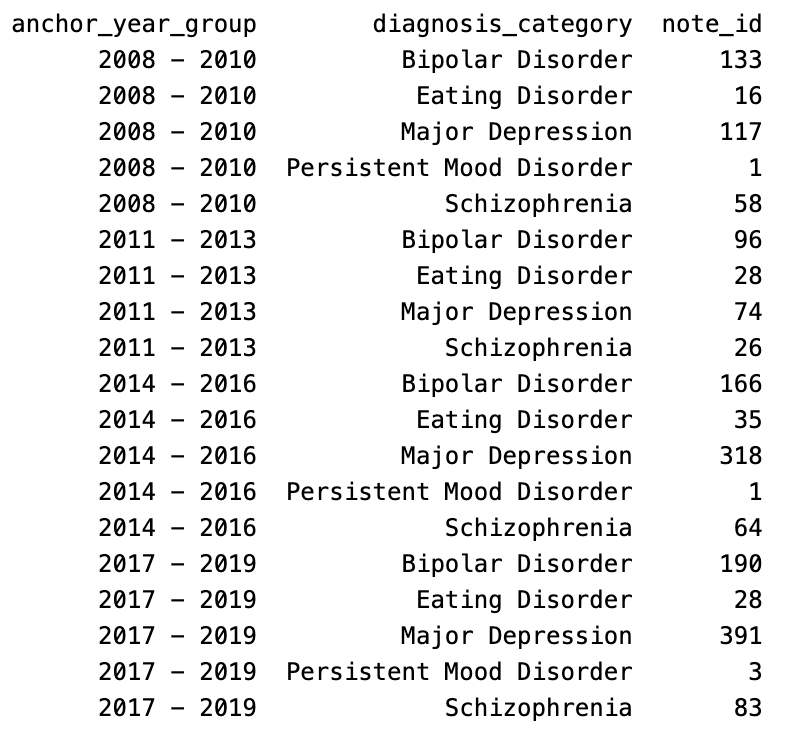 anchor_year_group diagnosis_category note_id
2008 – 2010 Bipolar Disorder 133
2008 – 2010 Eating Disorder 16
2008 – 2010 Major Depression 117
2008 – 2010 Persistent Mood Disorder 1
2008 – 2010 Schizophrenia 58
2011 – 2013 Bipolar Disorder 96
2011 – 2013 Eating Disorder 28
2011 – 2013 Major Depression 74
2011 – 2013 Schizophrenia 26
2014 – 2016 Bipolar Disorder 166
2014 – 2016 Eating Disorder 35
2014 – 2016 Major Depression 318
2014 – 2016 Persistent Mood Disorder 1
2014 – 2016 Schizophrenia 64
2017 – 2019 Bipolar Disorder 190
2017 – 2019 Eating Disorder 28
2017 – 2019 Major Depression 391
2017 – 2019 Persistent Mood Disorder 3
2017 – 2019 Schizophrenia 83